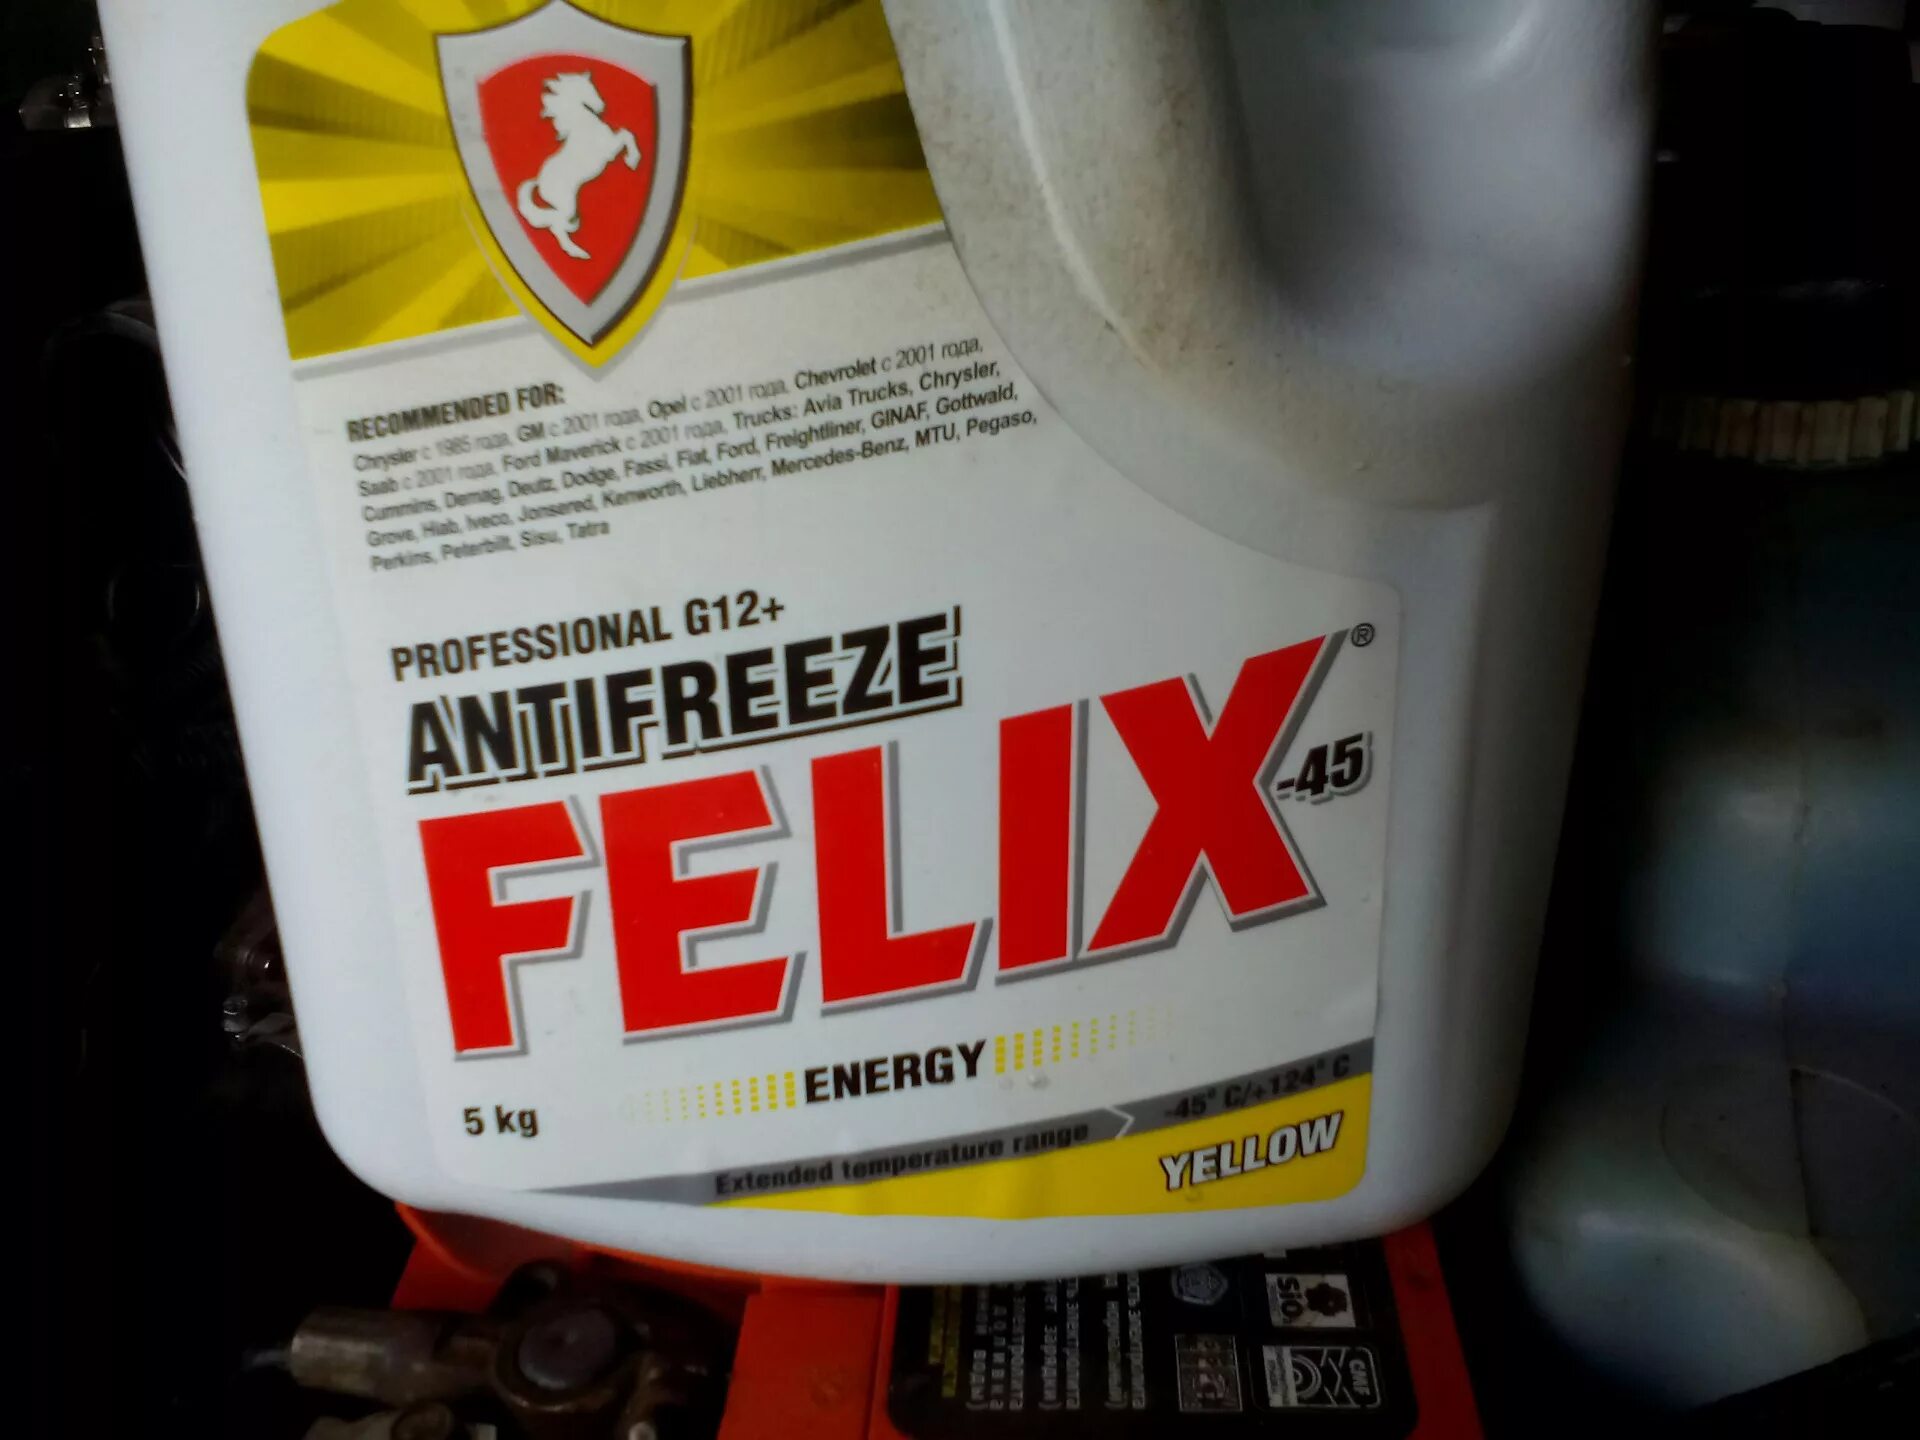 RECOMMENDED FOR:
Chrysler с 1985 года, GM с 2001 года, Opel с 2001 года, Chevrolet с 2001 года,
Saab с 2001 года, Ford Maverick с 2001 года, Trucks: Avia Trucks, Chrysler,
Cummins, Demag, Deutz, Dodge, Fassi, Fiat, Ford, Freightliner, GINAF, Gottwald,
Grove, Hiab, Iveco, Jonsered, Kenworth, Liebherr, Mercedes-Benz, MTU, Pegaso,
Perkins, Peterbilt, Sisu, Tatra
PROFESSIONAL G12+
ANTIFREEZE
FELIX®
-45
ENERGY
5 kg
Extended temperature range
-45° C/+124° C
YELLOW